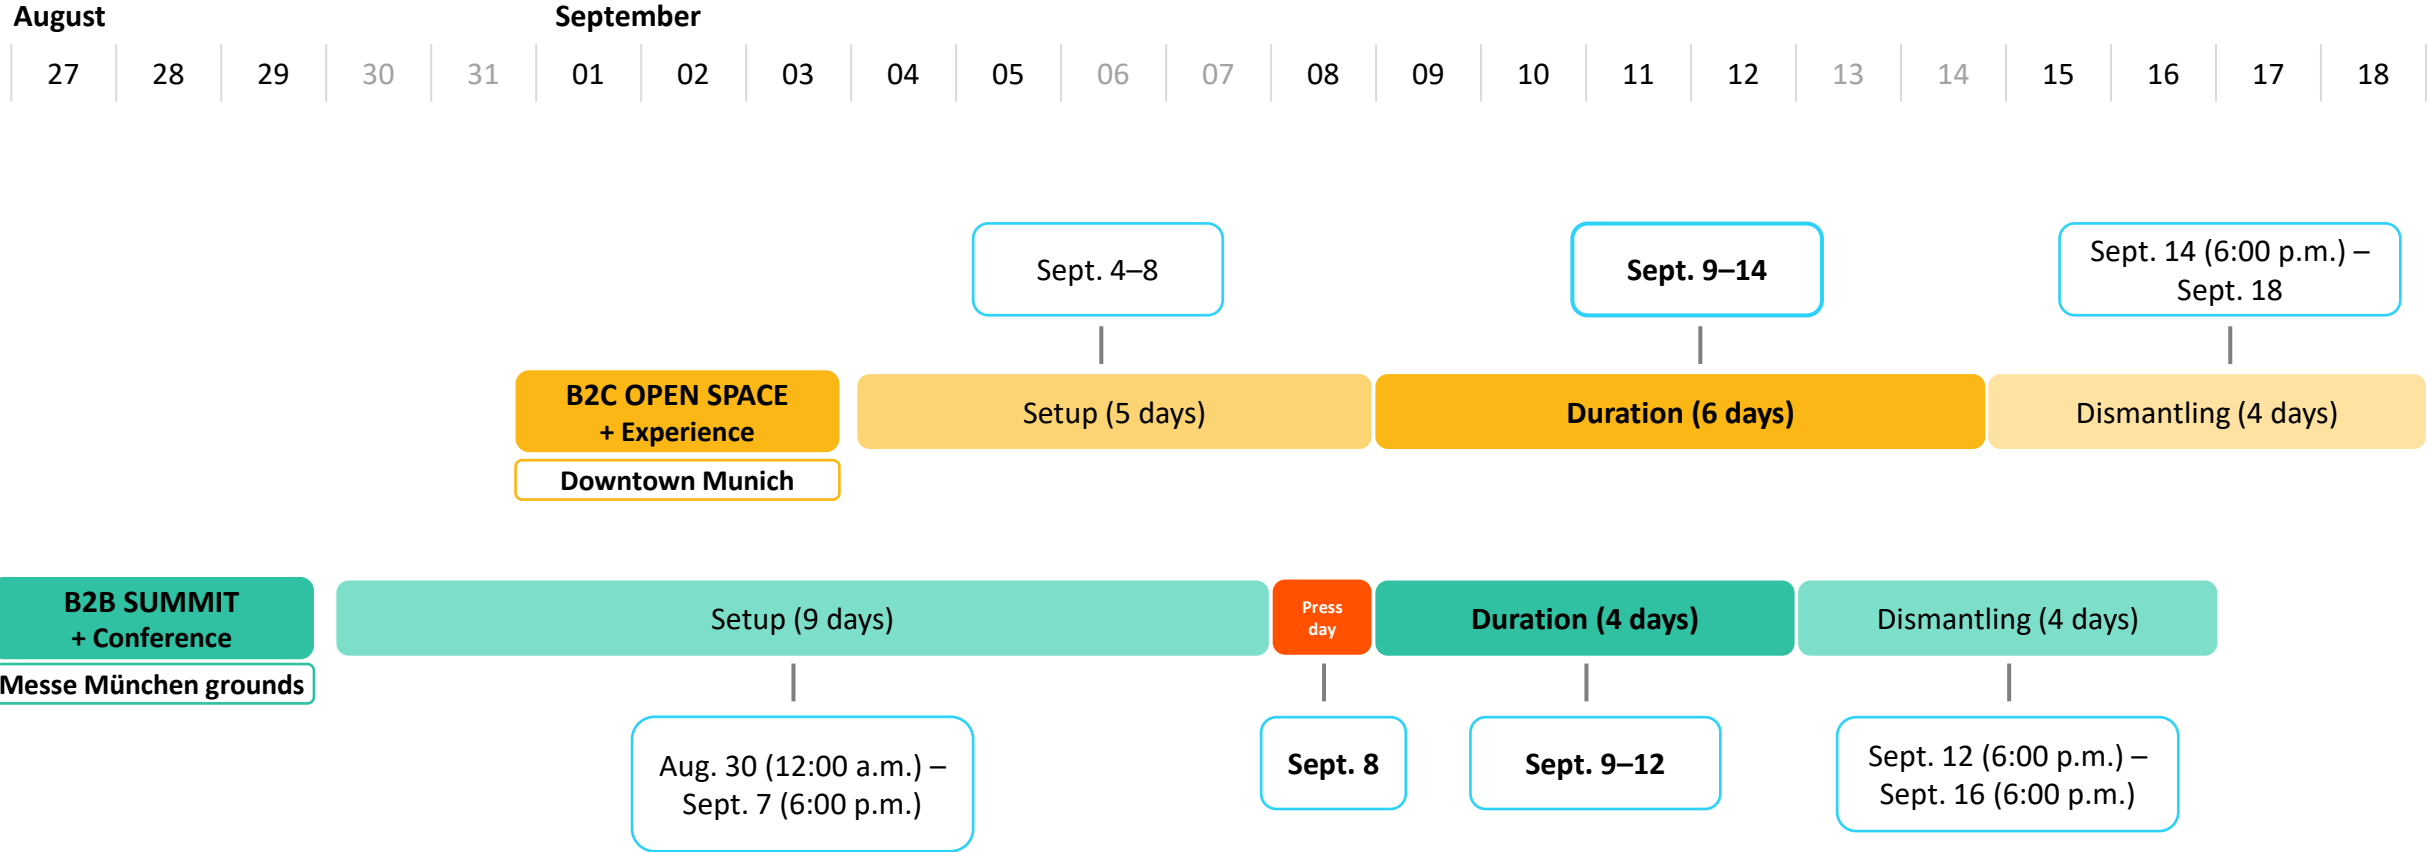 August
September
27 28 29 30 31 01 02 03 04 05 06 07 08 09 10 11 12 13 14 15 16 17 18
Sept. 4–8
Sept. 9–14
Sept. 14 (6:00 p.m.) –
Sept. 18
B2C OPEN SPACE
+ Experience
Downtown Munich
Setup (5 days)
Duration (6 days)
Dismantling (4 days)
B2B SUMMIT
+ Conference
Messe München grounds
Setup (9 days)
Press
day
Duration (4 days)
Dismantling (4 days)
Aug. 30 (12:00 a.m.) –
Sept. 7 (6:00 p.m.)
Sept. 8
Sept. 9–12
Sept. 12 (6:00 p.m.) –
Sept. 16 (6:00 p.m.)